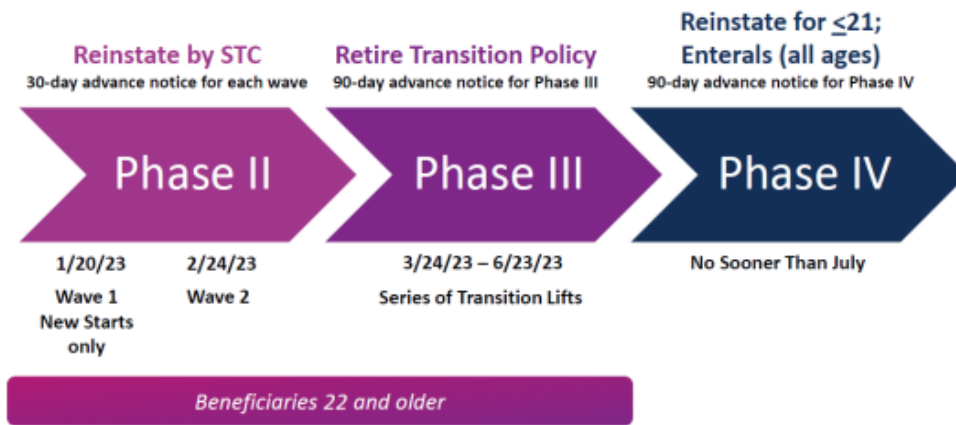 Reinstate by STC
30-day advance notice for each wave
Retire Transition Policy
90-day advance notice for Phase III
Reinstate for ≤21;
Enterals (all ages)
90-day advance notice for Phase IV
Phase II
Phase III
Phase IV
1/20/23
Wave 1
New Starts
only
2/24/23
Wave 2
3/24/23 – 6/23/23
Series of Transition Lifts
No Sooner Than July
Beneficiaries 22 and older